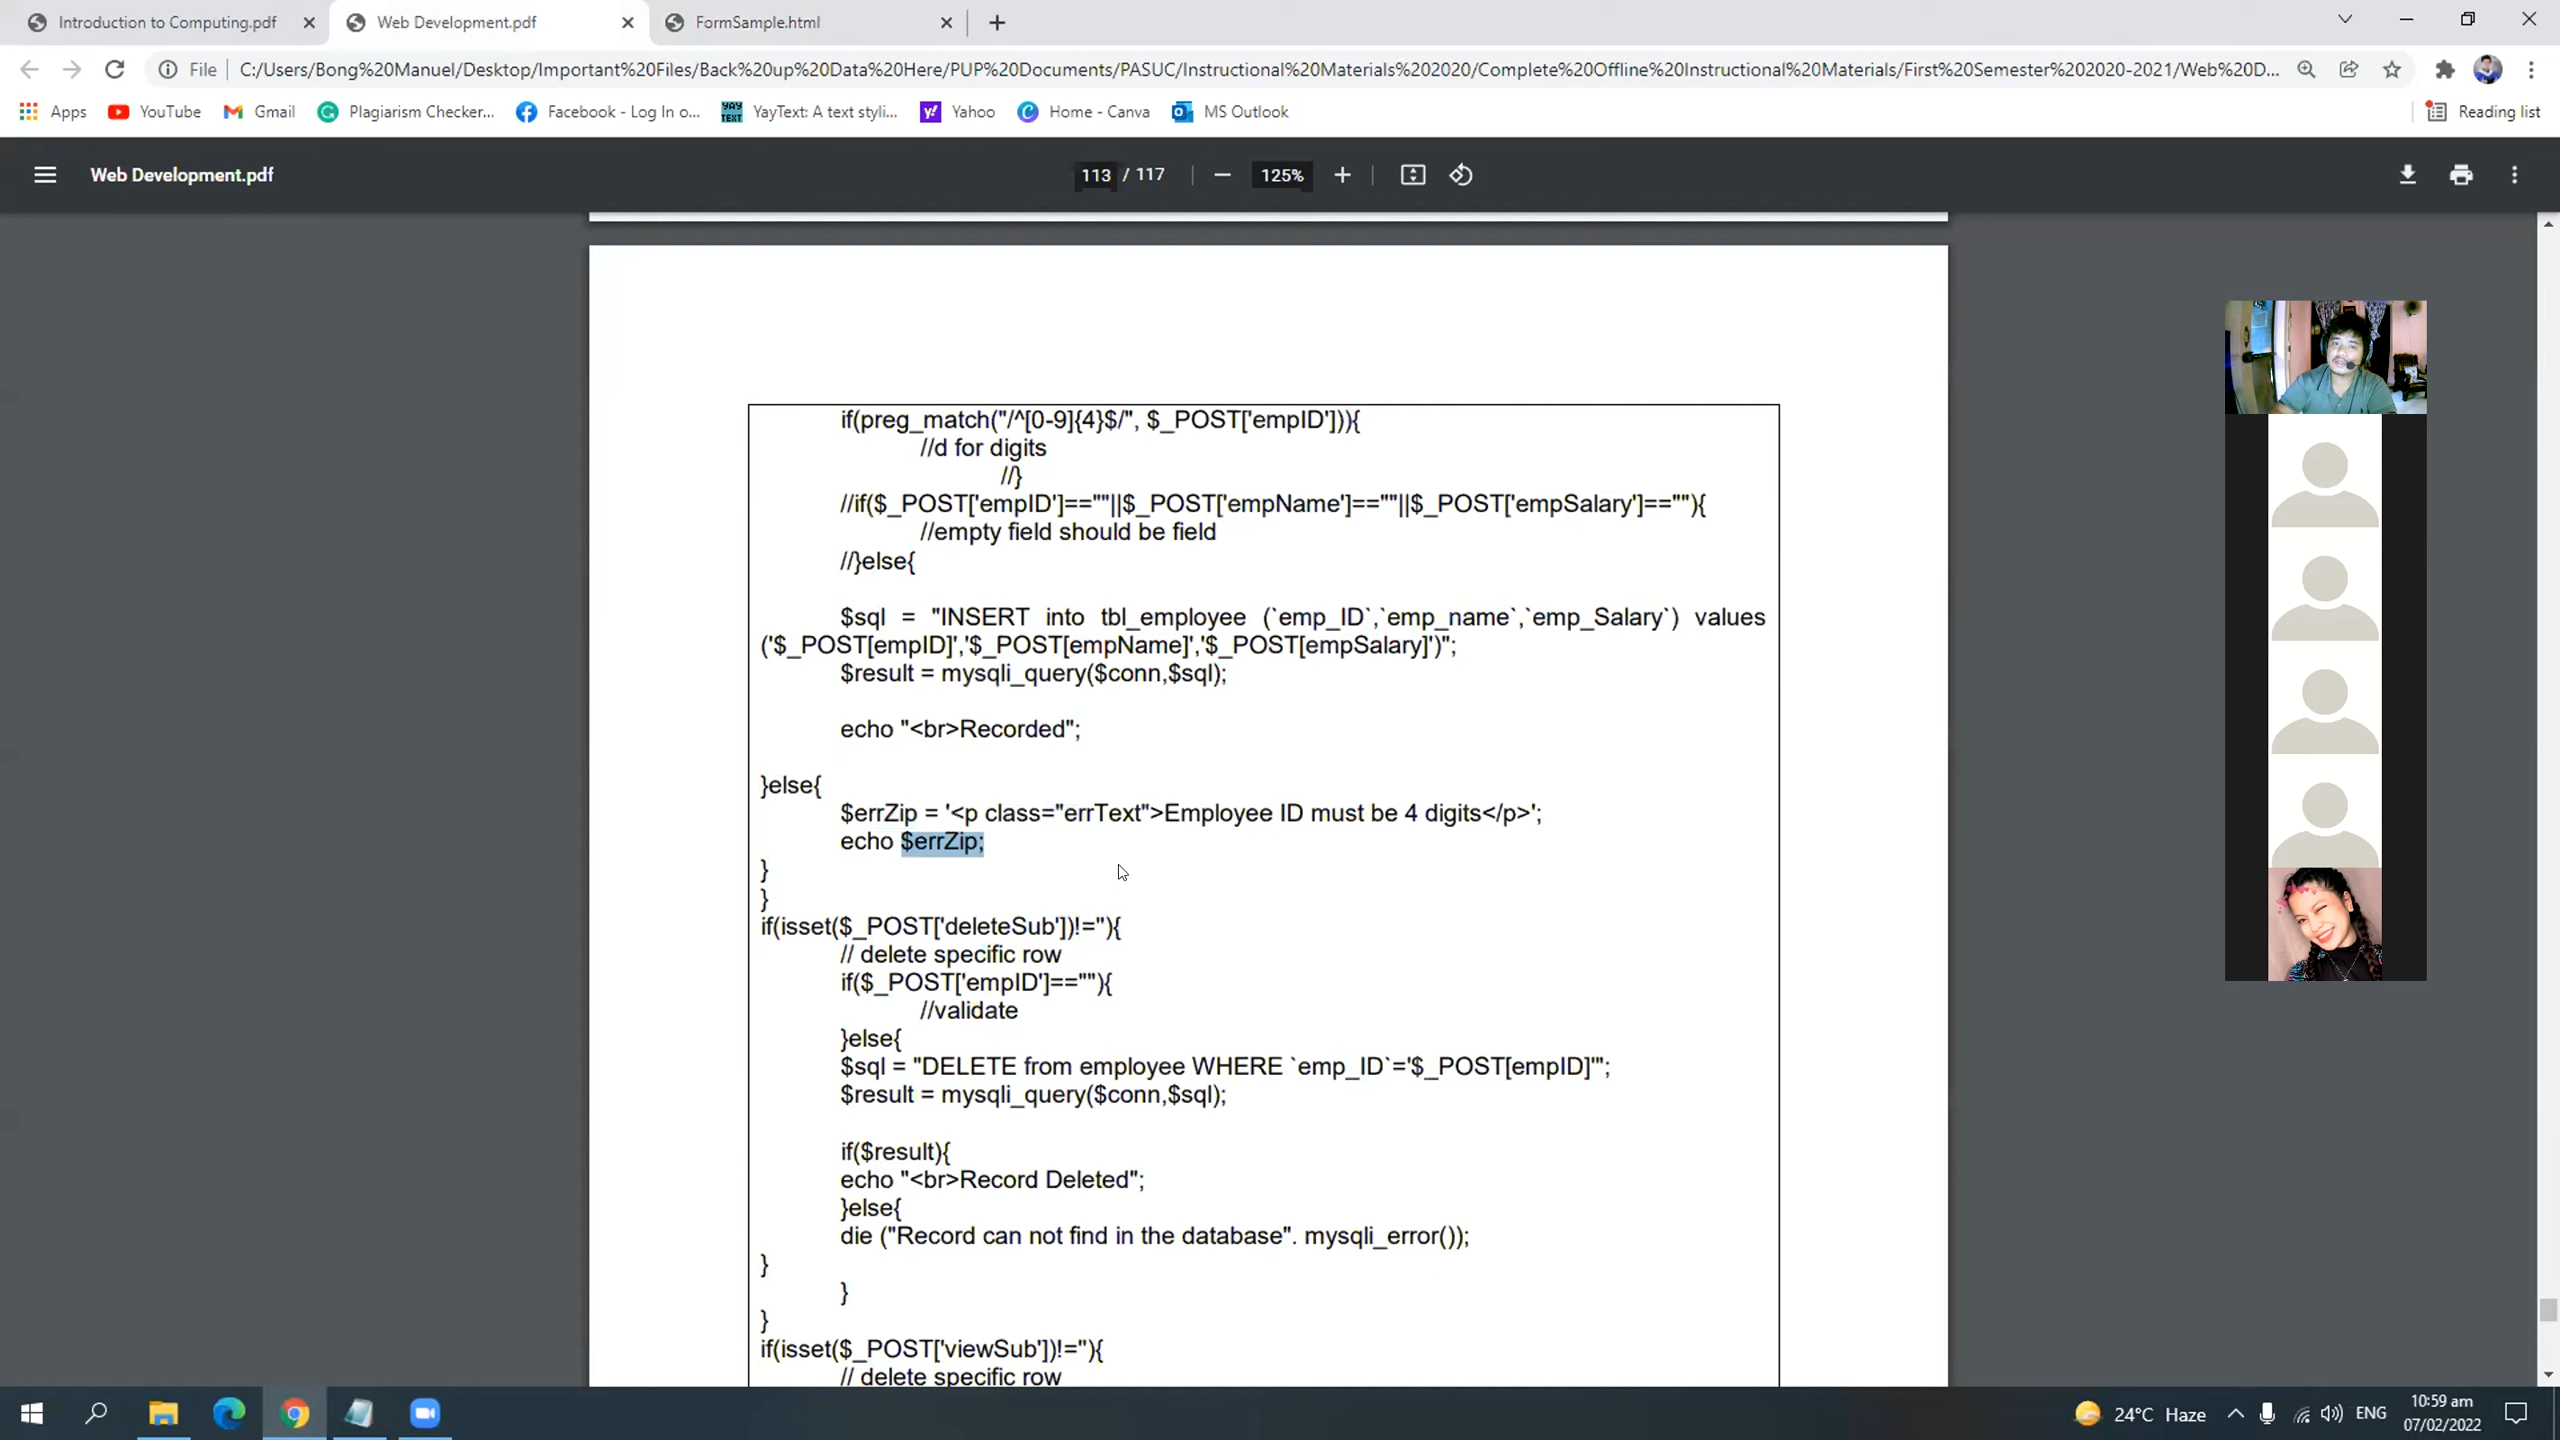 Introduction to Computing.pdf
Web Development.pdf
FormSample.html
File
C:/Users/Bong%20Manuel/Desktop/Important%20Files/Back%20up%20Data%20Here/PUP%20Documents/PASUC/Instructional%20Materials%202020/Complete%20Offline%20Instructional%20Materials/First%20Semester%202020-2021/Web%20D...
Apps
YouTube
Gmail
Plagiarism Checker...
Facebook - Log In o...
YAY TEXT
YayText: A text styli...
Yahoo
Home - Canva
MS Outlook
Reading list
Web Development.pdf
113 / 117
125%
if(preg_match("/^[0-9]{4}$/", $_POST['empID'])){
//d for digits
//}
//if($_POST['empID']==""||$_POST['empName']==""||$_POST['empSalary']==""){
//empty field should be field
//}else{
$sql = "INSERT into tbl_employee (`emp_ID`,`emp_name`,`emp_Salary`) values
('$_POST[empID]','$_POST[empName]','$_POST[empSalary]')";
$result = mysqli_query($conn,$sql);
echo "<br>Recorded";
}else{
$errZip = '<p class="errText">Employee ID must be 4 digits</p>';
echo $errZip;
}
}
if(isset($_POST['deleteSub'])!=''){
// delete specific row
if($_POST['empID']==""){
//validate
}else{
$sql = "DELETE from employee WHERE `emp_ID`='$_POST[empID]'";
$result = mysqli_query($conn,$sql);
if($result){
echo "<br>Record Deleted";
}else{
die ("Record can not find in the database". mysqli_error());
}
}
}
if(isset($_POST['viewSub'])!=''){
// delete specific row
24°C Haze
ENG
10:59 am
07/02/2022